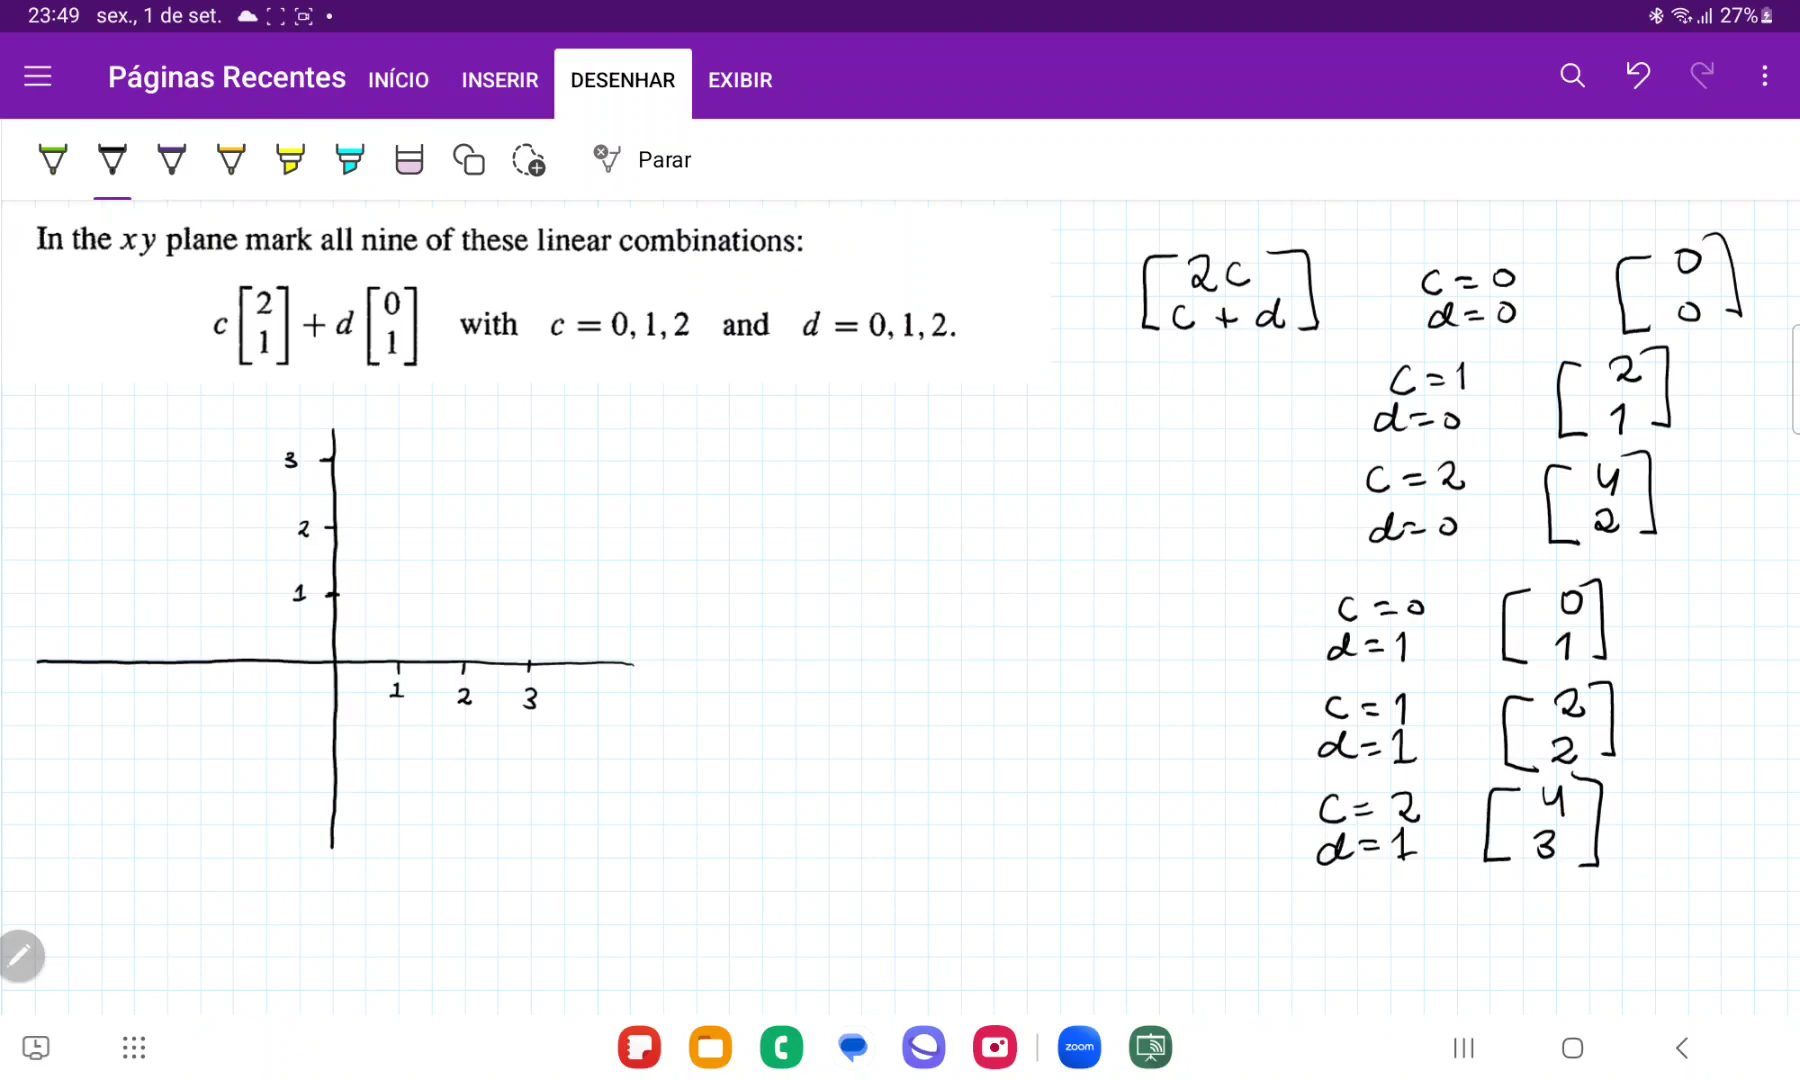 23:49 sex., 1 de set. 27%
Páginas Recentes INÍCIO INSERIR DESENHAR EXIBIR
Parar
In the xy plane mark all nine of these linear combinations:
c [2 1] + d [0 1] with c = 0, 1, 2 and d = 0, 1, 2.
[2c c + d]
c = 0
d = 0
[0 0]
c = 1
d = 0
[2 1]
c = 2
d = 0
[4 2]
c = 0
d = 1
[0 1]
c = 1
d = 1
[2 2]
c = 2
d = 1
[4 3]
3
2
1
1 2 3
zoom